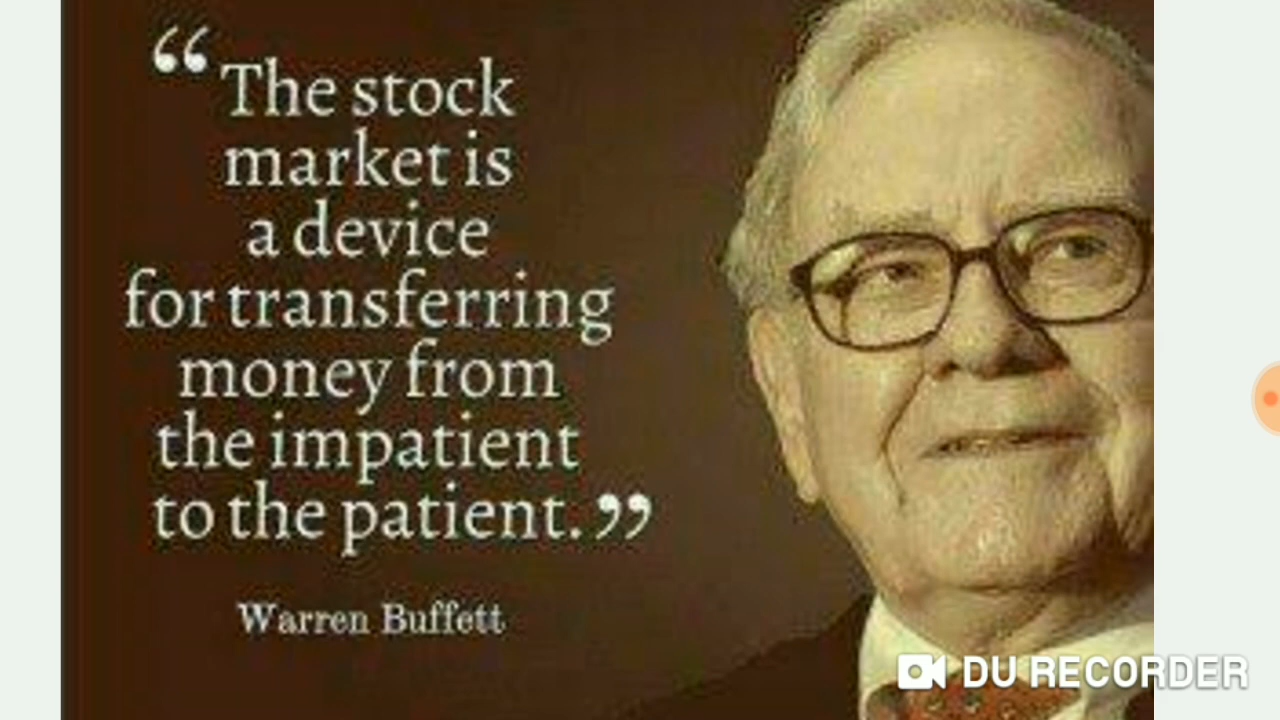 “The stock
market is
a device
for transferring
money from
the impatient
to the patient.”
Warren Buffett
DU RECORDER